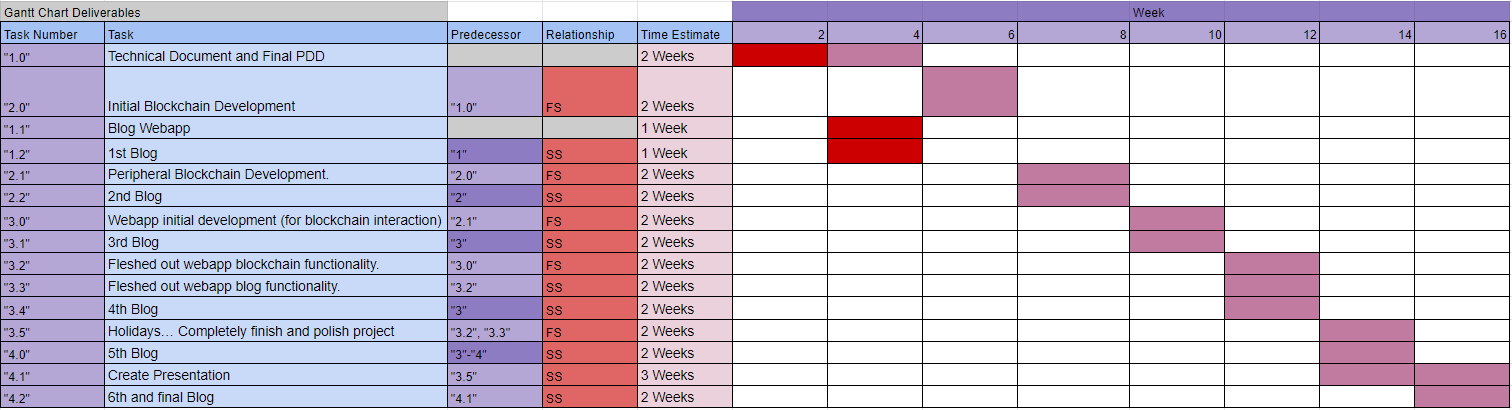 Gantt Chart Deliverables Week
Task Number Task Predecessor Relationship Time Estimate 2 4 6 8 10 12 14 16
"1.0" Technical Document and Final PDD 2 Weeks
"2.0" Initial Blockchain Development "1.0" FS 2 Weeks
"1.1" Blog Webapp 1 Week
"1.2" 1st Blog "1" SS 1 Week
"2.1" Peripheral Blockchain Development. "2.0" FS 2 Weeks
"2.2" 2nd Blog "2" SS 2 Weeks
"3.0" Webapp initial development (for blockchain interaction) "2.1" FS 2 Weeks
"3.1" 3rd Blog "3" SS 2 Weeks
"3.2" Fleshed out webapp blockchain functionality. "3.0" FS 2 Weeks
"3.3" Fleshed out webapp blog functionality. "3.2" SS 2 Weeks
"3.4" 4th Blog "3" SS 2 Weeks
"3.5" Holidays… Completely finish and polish project "3.2", "3.3" FS 2 Weeks
"4.0" 5th Blog "3"-"4" SS 2 Weeks
"4.1" Create Presentation "3.5" SS 3 Weeks
"4.2" 6th and final Blog "4.1" SS 2 Weeks